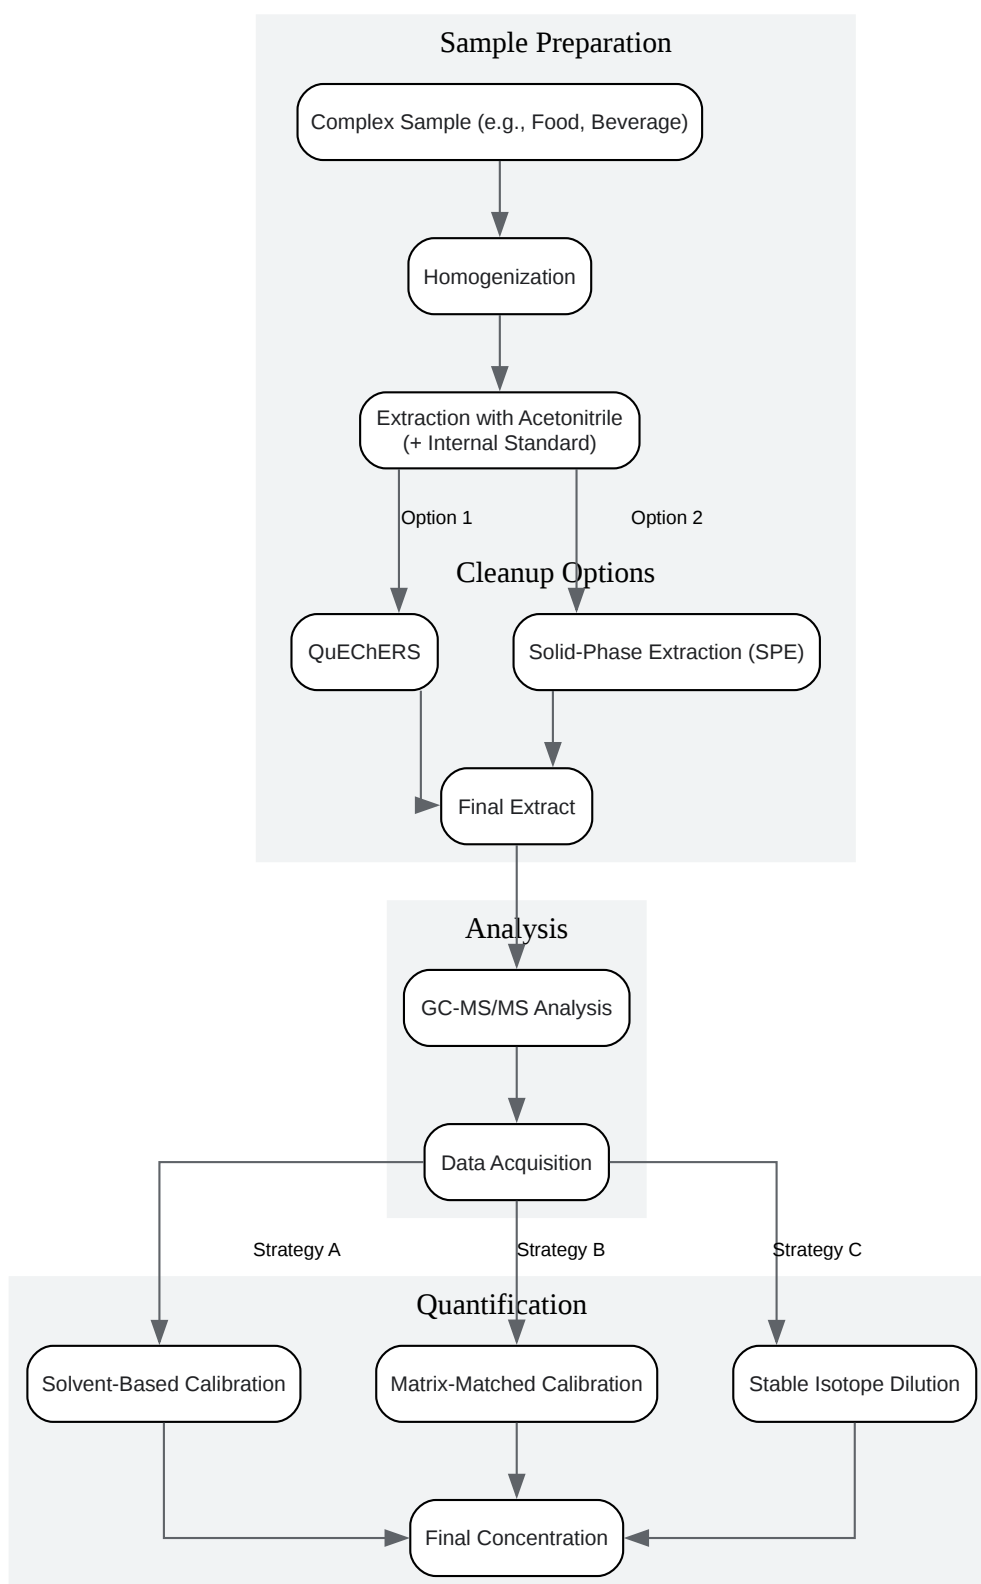 Sample Preparation
Complex Sample (e.g., Food, Beverage)
Homogenization
Extraction with Acetonitrile
(+ Internal Standard)
Option 1
Option 2
Cleanup Options
QuEChERS
Solid-Phase Extraction (SPE)
Final Extract
Analysis
GC-MS/MS Analysis
Data Acquisition
Strategy A
Strategy B
Strategy C
Quantification
Solvent-Based Calibration
Matrix-Matched Calibration
Stable Isotope Dilution
Final Concentration